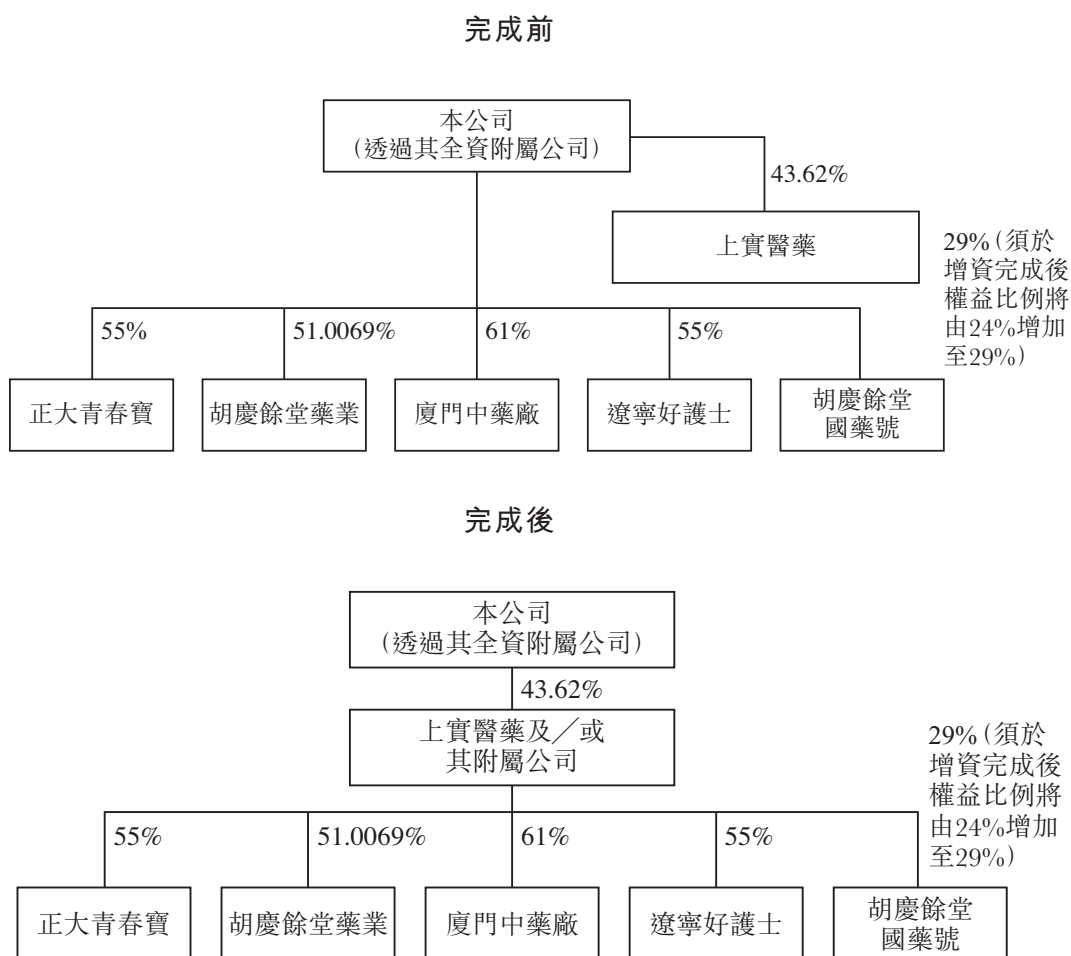 完成前
本公司
(透過其全資附屬公司)
43.62%
上實醫藥
29%(須於
增資完成後
權益比例將
由24%增加
至29%)
55%
51.0069%
61%
55%
正大青春寶
胡慶餘堂藥業
廈門中藥廠
遼寧好護士
胡慶餘堂
國藥號
完成後
本公司
(透過其全資附屬公司)
43.62%
上實醫藥及／或
其附屬公司
29%(須於
增資完成後
權益比例將
由24%增加
至29%)
55%
51.0069%
61%
55%
正大青春寶
胡慶餘堂藥業
廈門中藥廠
遼寧好護士
胡慶餘堂
國藥號